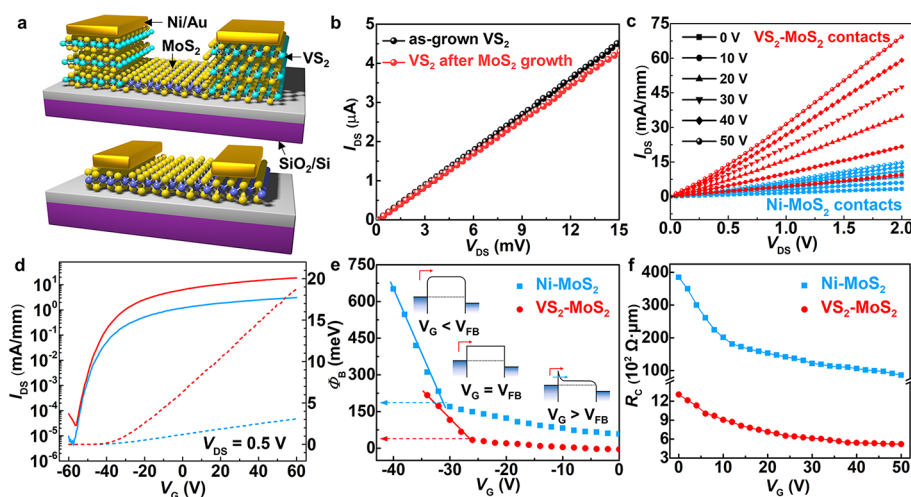 a
Ni/Au
MoS2
VS2
SiO2/Si
b
as-grown VS2
VS2 after MoS2 growth
IDS (μA)
5
4
3
2
1
0
0 3 6 9 12 15
VDS (mV)
c
VS2-MoS2 contacts
0 V
10 V
20 V
30 V
40 V
50 V
Ni-MoS2 contacts
IDS (mA/mm)
75
60
45
30
15
0
0.0 0.5 1.0 1.5 2.0
VDS (V)
d
IDS (mA/mm)
10^2
10^1
10^0
10^-1
10^-2
10^-3
10^-4
10^-5
10^-6
20
15
10
5
0
VDS = 0.5 V
-60 -40 -20 0 20 40 60
VG (V)
e
Ni-MoS2
VS2-MoS2
VG < VFB
VG = VFB
VG > VFB
ΦB (meV)
750
600
450
300
150
0
-40 -30 -20 -10 0
VG (V)
f
Ni-MoS2
VS2-MoS2
RC (10^2 Ω·μm)
400
300
200
100
15
12
9
6
3
0 10 20 30 40 50
VG (V)